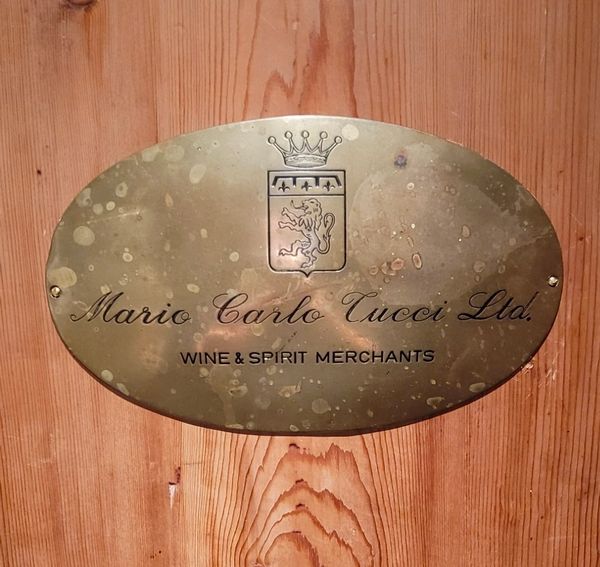 Mario Carlo Tucci Ltd.
WINE & SPIRIT MERCHANTS